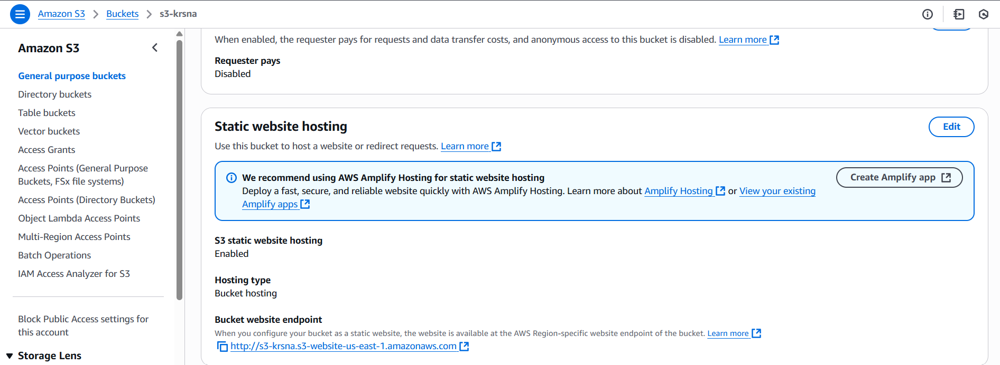 Amazon S3 > Buckets > s3-krsna
Amazon S3
General purpose buckets
Directory buckets
Table buckets
Vector buckets
Access Grants
Access Points (General Purpose
Buckets, FSx file systems)
Access Points (Directory Buckets)
Object Lambda Access Points
Multi-Region Access Points
Batch Operations
IAM Access Analyzer for S3
Block Public Access settings for
this account
Storage Lens
When enabled, the requester pays for requests and data transfer costs, and anonymous access to this bucket is disabled. Learn more
Requester pays
Disabled
Static website hosting
Edit
Use this bucket to host a website or redirect requests. Learn more
We recommend using AWS Amplify Hosting for static website hosting
Create Amplify app
Deploy a fast, secure, and reliable website quickly with AWS Amplify Hosting. Learn more about Amplify Hosting or View your existing
Amplify apps
S3 static website hosting
Enabled
Hosting type
Bucket hosting
Bucket website endpoint
When you configure your bucket as a static website, the website is available at the AWS Region-specific website endpoint of the bucket. Learn more
http://s3-krsna.s3-website-us-east-1.amazonaws.com